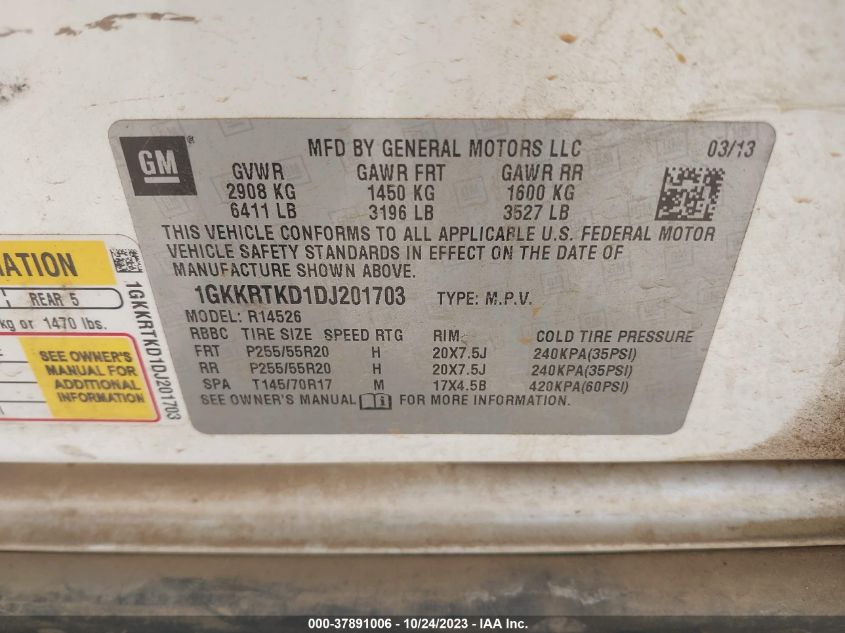 GM ®
MFD BY GENERAL MOTORS LLC 03/13
GVWR GAWR FRT GAWR RR
2908 KG 1450 KG 1600 KG
6411 LB 3196 LB 3527 LB
THIS VEHICLE CONFORMS TO ALL APPLICABLE U.S. FEDERAL MOTOR
VEHICLE SAFETY STANDARDS IN EFFECT ON THE DATE OF
MANUFACTURE SHOWN ABOVE.
1GKKRTKD1DJ201703 TYPE: M.P.V.
MODEL: R14526
RBBC TIRE SIZE SPEED RTG RIM COLD TIRE PRESSURE
FRT P255/55R20 H 20X7.5J 240KPA(35PSI)
RR P255/55R20 H 20X7.5J 240KPA(35PSI)
SPA T145/70R17 M 17X4.5B 420KPA(60PSI)
SEE OWNER'S MANUAL FOR MORE INFORMATION.
MATION
REAR 5
kg or 1470 lbs.
SEE OWNER'S
MANUAL FOR
ADDITIONAL
INFORMATION
1GKKRTKD1DJ201703
000-37891006 - 10/24/2023 - IAA Inc.